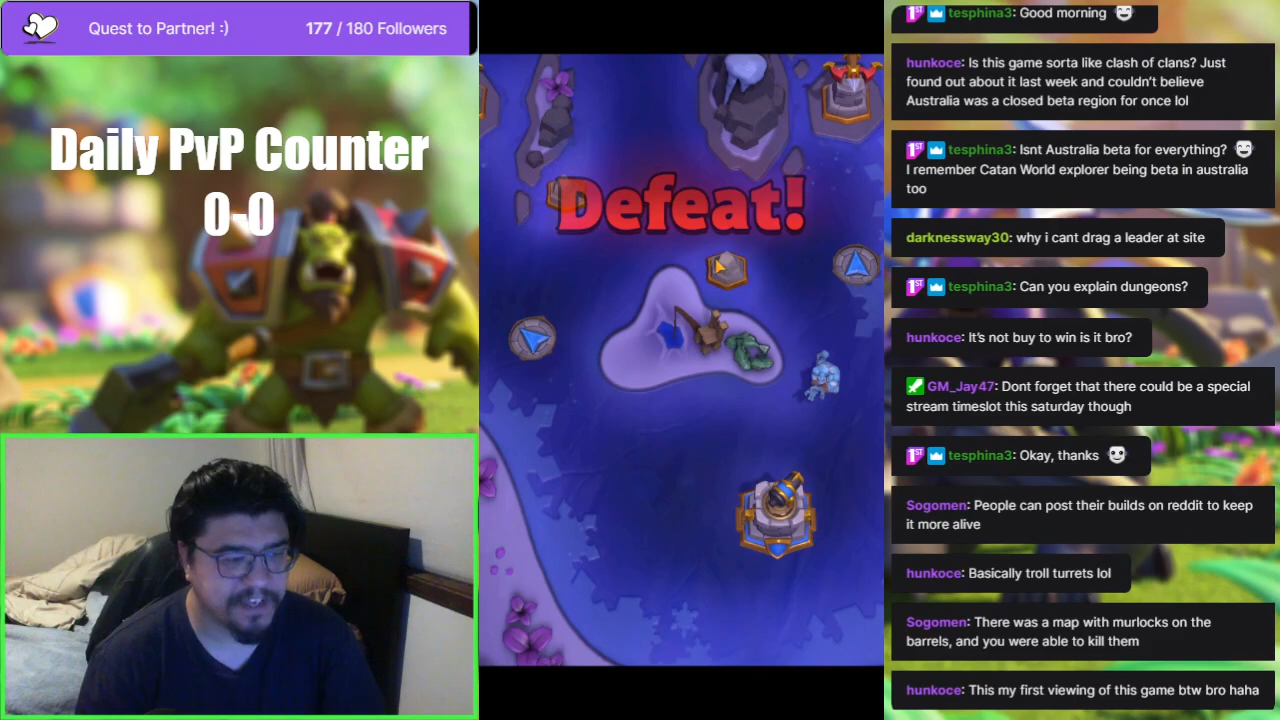 Quest to Partner! :)
177 / 180 Followers
Daily PvP Counter
0-0
Defeat!
1ST tesphina3: Good morning
hunkoce: Is this game sorta like clash of clans? Just
found out about it last week and couldn't believe
Australia was a closed beta region for once lol
1ST tesphina3: Isnt Australia beta for everything?
I remember Catan World explorer being beta in australia
too
darknessway30: why i cant drag a leader at site
1ST tesphina3: Can you explain dungeons?
hunkoce: It's not buy to win is it bro?
GM_Jay47: Dont forget that there could be a special
stream timeslot this saturday though
1ST tesphina3: Okay, thanks
Sogomen: People can post their builds on reddit to keep
it more alive
hunkoce: Basically troll turrets lol
Sogomen: There was a map with murlocks on the
barrels, and you were able to kill them
hunkoce: This my first viewing of this game btw bro haha